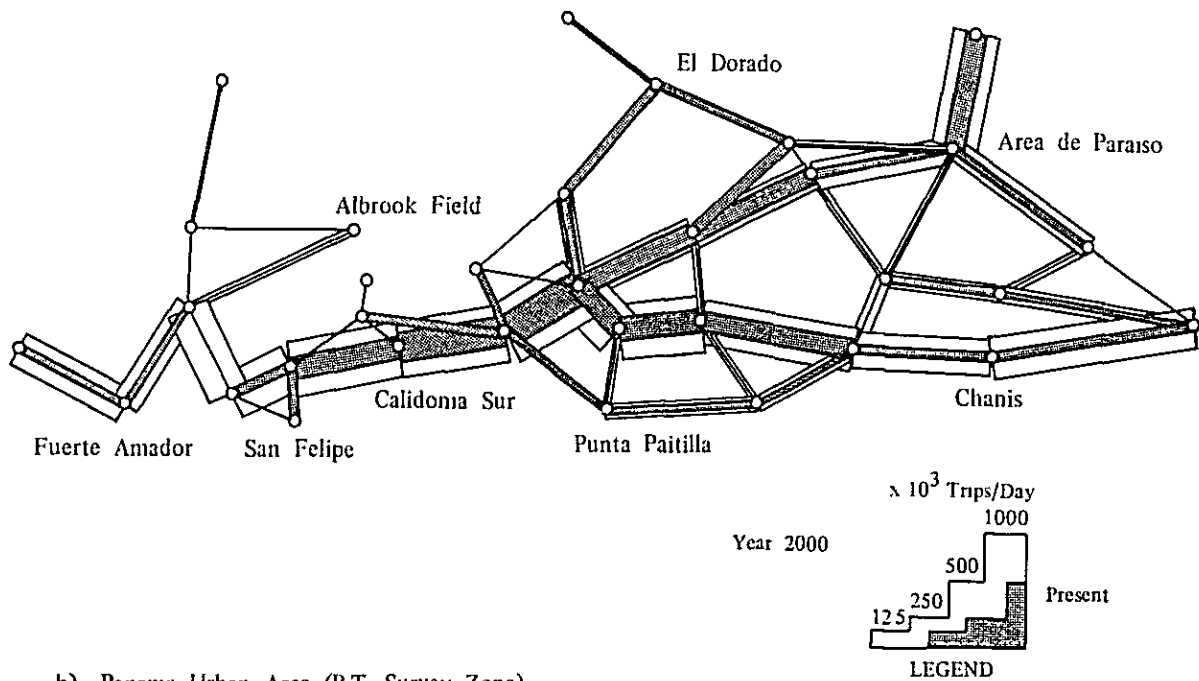 El Dorado
Area de Paraiso
Albrook Field
Calidonia Sur
Chanis
Fuerte Amador
San Felipe
Punta Paitilla
x 10³ Trips/Day
1000
Year 2000
500
Present
250
125
LEGEND
b) Panama Urban Area (P.T. Survey Zone)